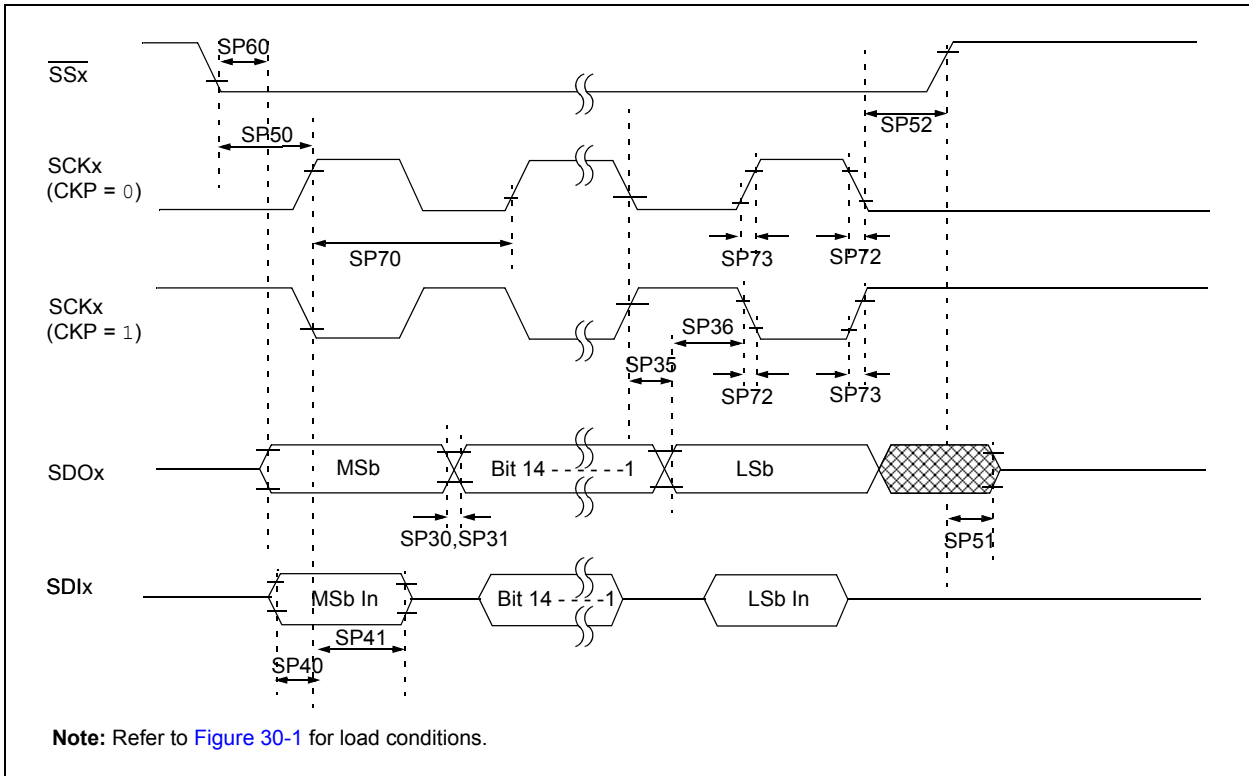 SP60
SSx
SP50
SP52
SCKx
(CKP = 0)
SP70
SP73
SP72
SCKx
(CKP = 1)
SP36
SP35
SP72
SP73
SDOx
MSb
Bit 14 - - - - - -1
LSb
SP30,SP31
SP51
SDIx
MSb In
Bit 14 - - - -1
LSb In
SP41
SP40
Note: Refer to Figure 30-1 for load conditions.